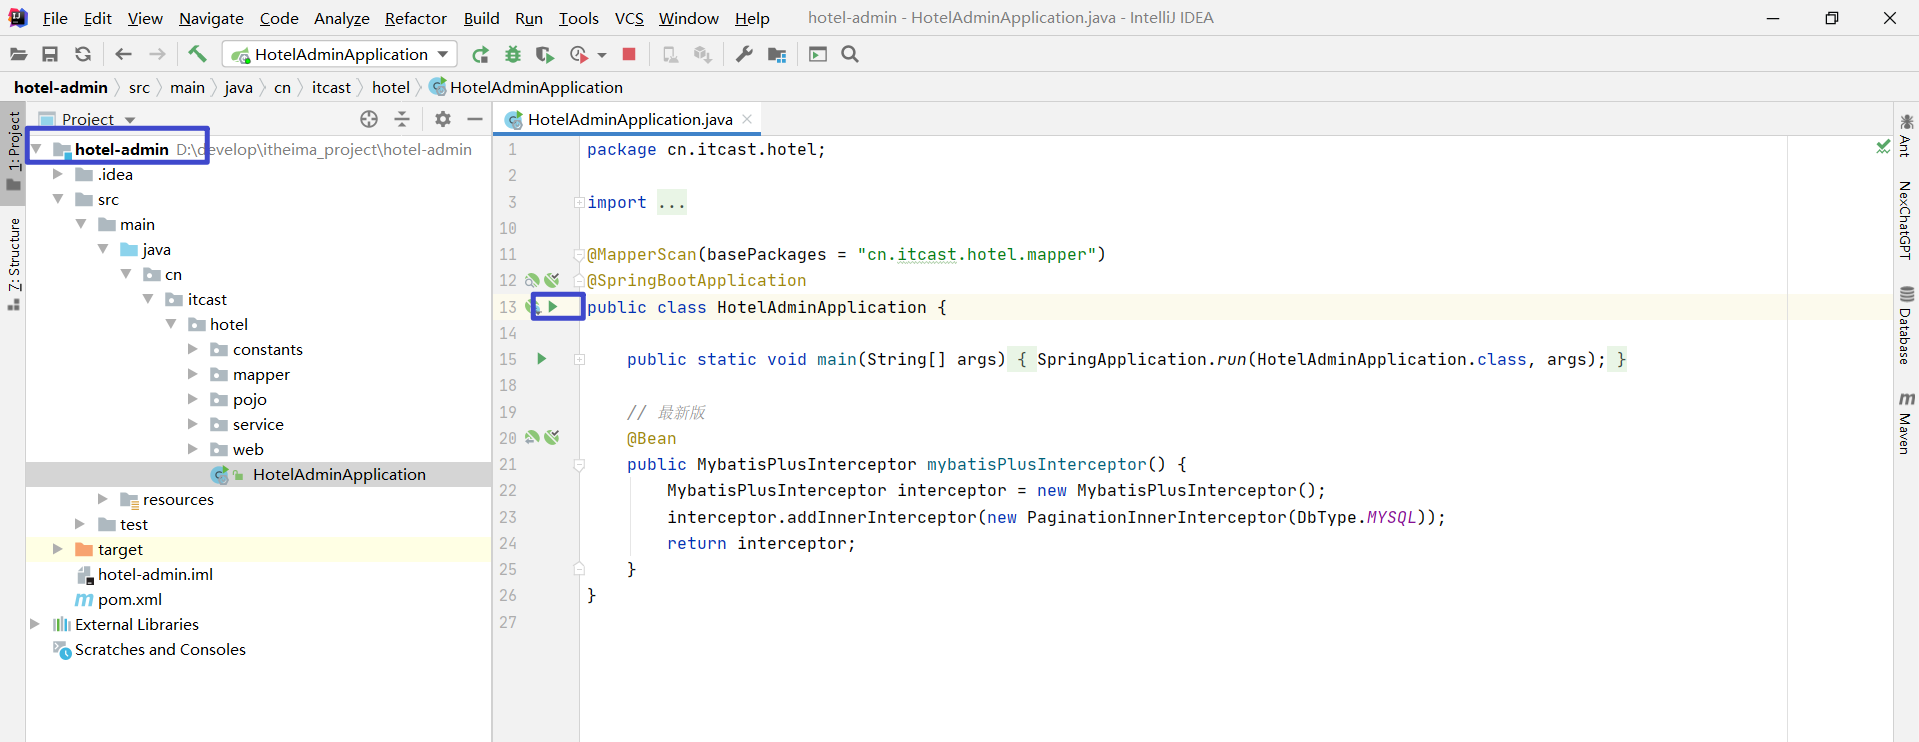 File Edit View Navigate Code Analyze Refactor Build Run Tools VCS Window Help hotel-admin - HotelAdminApplication.java - IntelliJ IDEA
HotelAdminApplication
hotel-admin src main java cn itcast hotel HotelAdminApplication
1: Project
7: Structure
Project
hotel-admin D:\develop\itheima_project\hotel-admin
.idea
src
main
java
cn
itcast
hotel
constants
mapper
pojo
service
web
HotelAdminApplication
resources
test
target
hotel-admin.iml
pom.xml
External Libraries
Scratches and Consoles
HotelAdminApplication.java
1 package cn.itcast.hotel;
2
3 import ...
10
11 @MapperScan(basePackages = "cn.itcast.hotel.mapper")
12 @SpringBootApplication
13 public class HotelAdminApplication {
14
15 public static void main(String[] args) { SpringApplication.run(HotelAdminApplication.class, args); }
18
19 // 最新版
20 @Bean
21 public MybatisPlusInterceptor mybatisPlusInterceptor() {
22 MybatisPlusInterceptor interceptor = new MybatisPlusInterceptor();
23 interceptor.addInnerInterceptor(new PaginationInnerInterceptor(DbType.MYSQL));
24 return interceptor;
25 }
26 }
27
Ant
NexChatGPT
Database
Maven